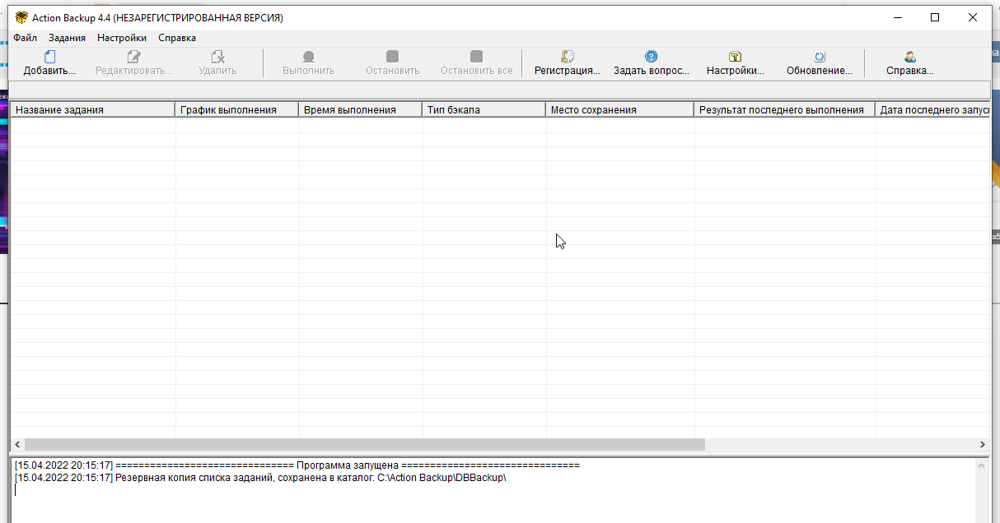 Action Backup 4.4 (НЕЗАРЕГИСТРИРОВАННАЯ ВЕРСИЯ)
Файл Задания Настройки Справка
Добавить... Редактировать... Удалить Выполнить Остановить Остановить все Регистрация... Задать вопрос... Настройки... Обновление... Справка...
Название задания График выполнения Время выполнения Тип бэкапа Место сохранения Результат последнего выполнения Дата последнего запус
[15.04.2022 20:15:17] =============================== Программа запущена ===============================
[15.04.2022 20:15:17] Резервная копия списка заданий, сохранена в каталог: C:\Action Backup\DBBackup\